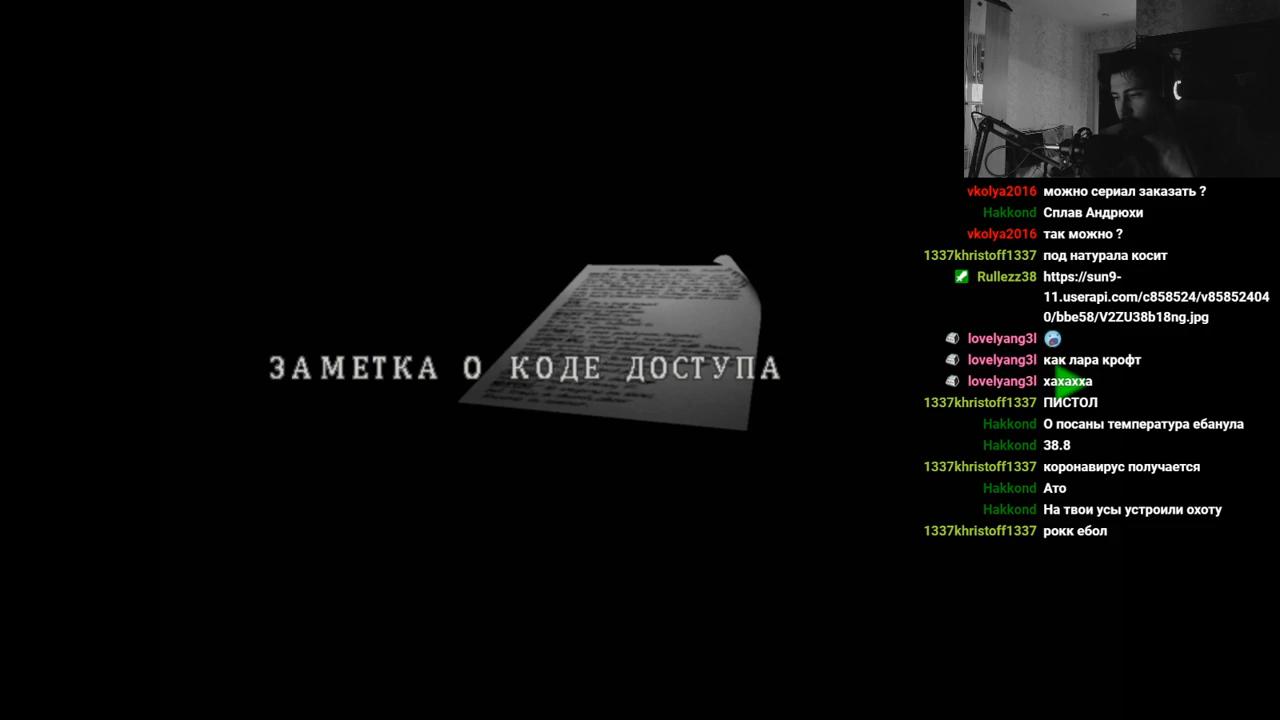 vkolya2016 можно сериал заказать ?
Hakkond Сплав Андрюхи
vkolya2016 так можно ?
1337khristoff1337 под натурала косит
Rullezz38 https://sun9-
11.userapi.com/c858524/v85852404
0/bbe58/V2ZU38b18ng.jpg
lovelyang3l
lovelyang3l как лара крофт
lovelyang3l хахахха
1337khristoff1337 ПИСТОЛ
Hakkond О посаны температура ебанула
Hakkond 38.8
1337khristoff1337 коронавирус получается
Hakkond Ато
Hakkond На твои усы устроили охоту
1337khristoff1337 рокк ебол
ЗАМЕТКА О КОДЕ ДОСТУПА